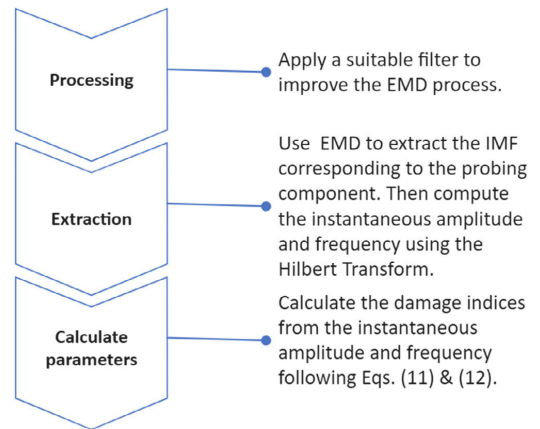 Processing
Apply a suitable filter to
improve the EMD process.
Extraction
Use EMD to extract the IMF
corresponding to the probing
component. Then compute
the instantaneous amplitude
and frequency using the
Hilbert Transform.
Calculate
parameters
Calculate the damage indices
from the instantaneous
amplitude and frequency
following Eqs. (11) & (12).